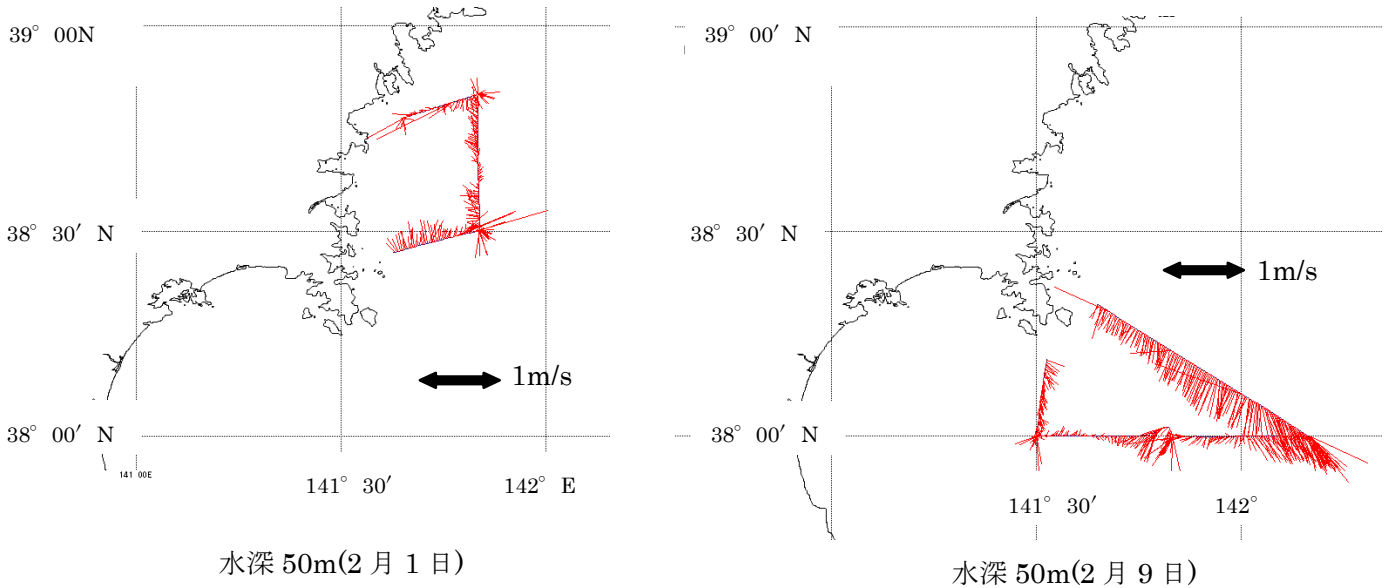 39° 00N
38° 30′ N
1m/s
38° 00′ N
141 00E
141° 30′
142° E
水深 50m(2 月 1 日)
39° 00′ N
38° 30′ N
1m/s
38° 00′ N
141° 30′
142°
水深 50m(2 月 9 日)